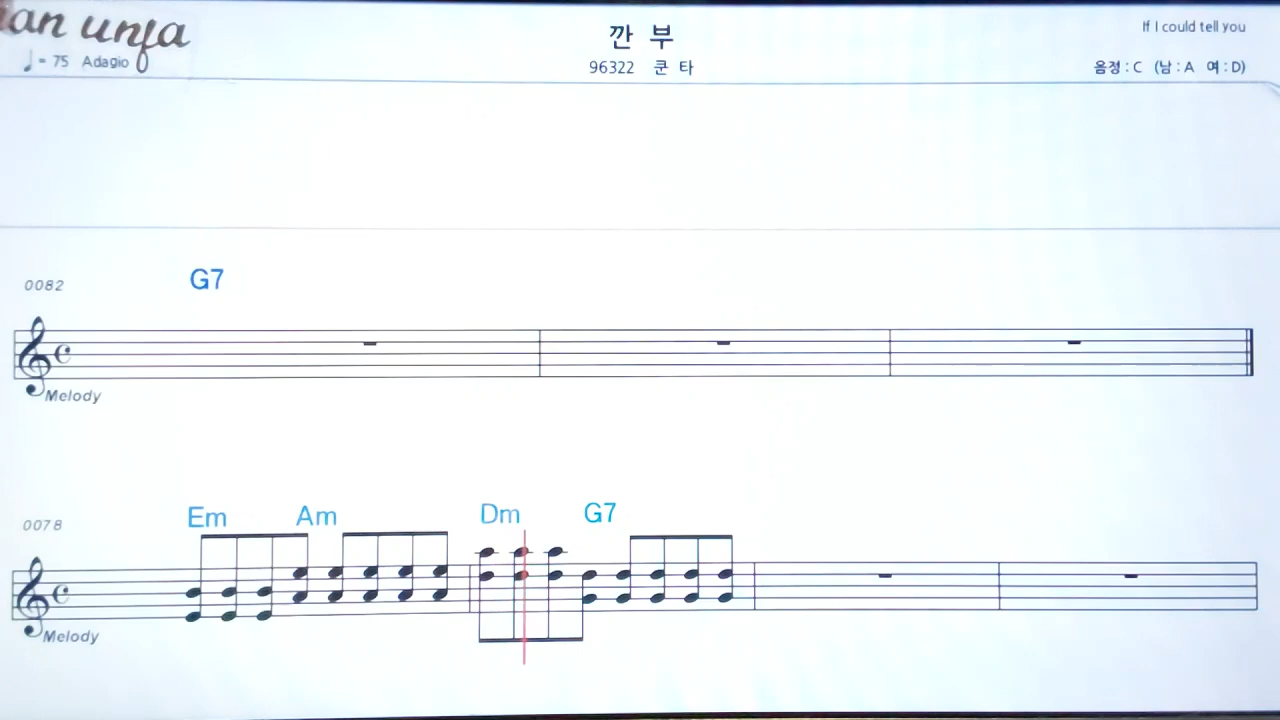 an unja
♩ = 75 Adagio
깐 부
96322 쿤 타
If I could tell you
음정 : C (남 : A 여 : D)
0082
G7
Melody
0078
Em Am Dm G7
Melody